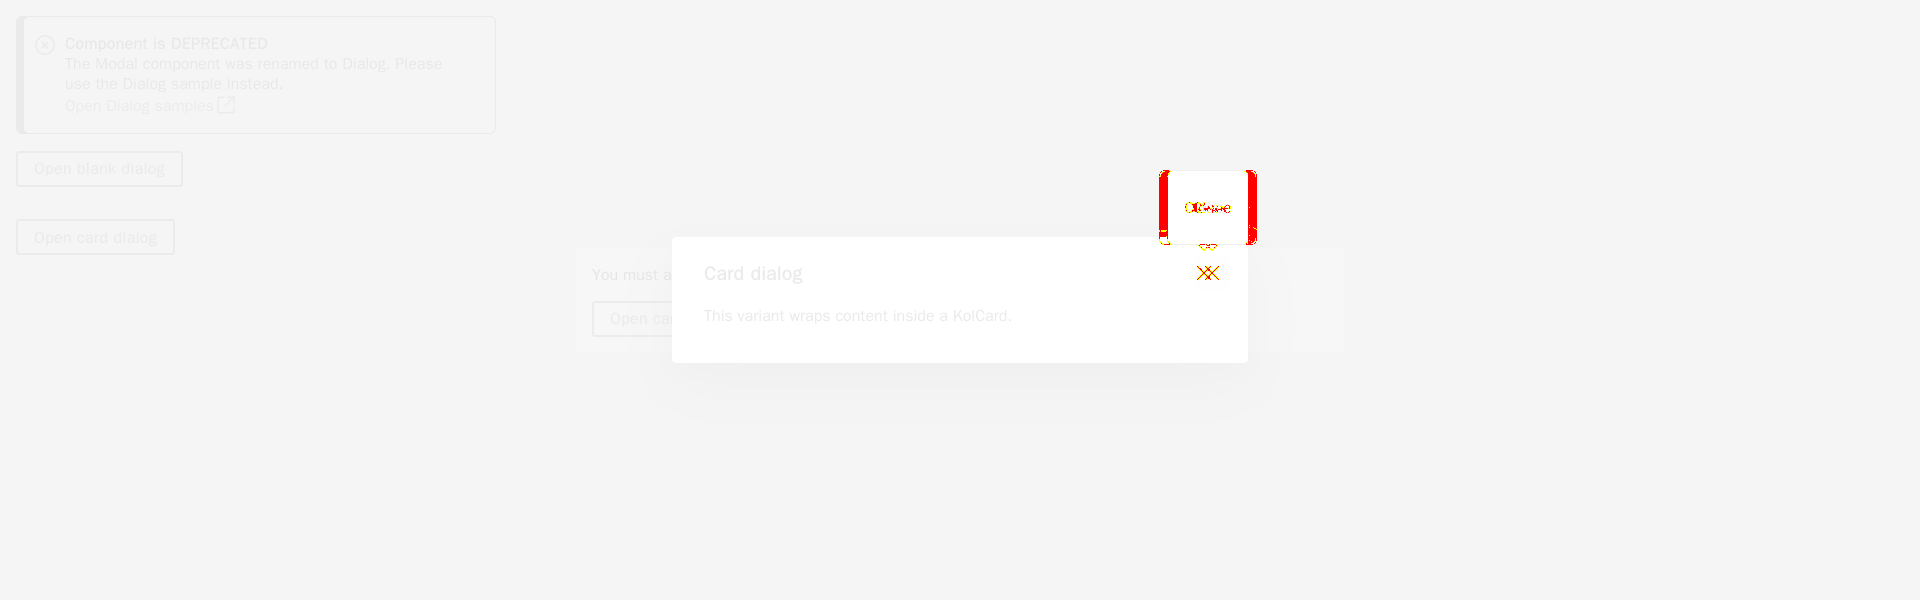 Component is DEPRECATED
The Modal component was renamed to Dialog. Please
use the Dialog sample instead.
Open Dialog samples
Open blank dialog
Open card dialog
You must a
Open ca
Card dialog
This variant wraps content inside a KolCard.